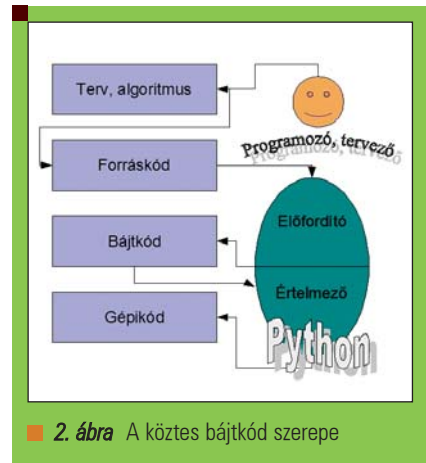 Terv, algoritmus
Programozó, tervező
Forráskód
Előfordító
Bájtkód
Értelmező
Gépikód
Python
2. ábra A köztes bájtkód szerepe